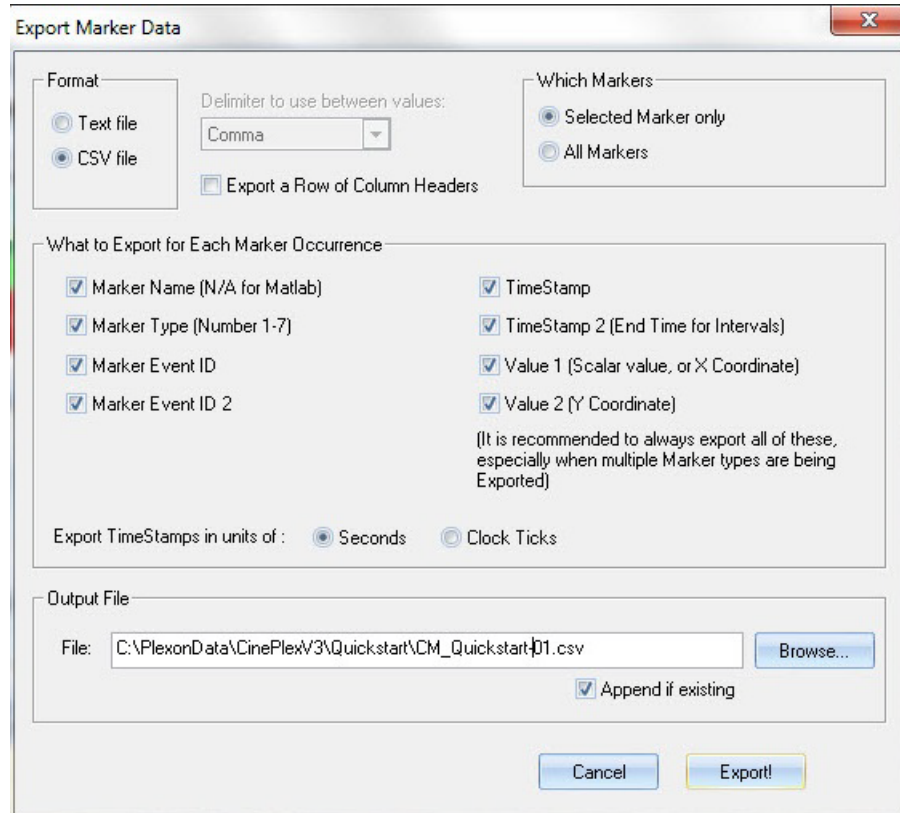 Export Marker Data
Format
Text file
CSV file
Delimiter to use between values:
Comma
Export a Row of Column Headers
Which Markers
Selected Marker only
All Markers
What to Export for Each Marker Occurrence
Marker Name (N/A for Matlab)
Marker Type (Number 1-7)
Marker Event ID
Marker Event ID 2
TimeStamp
TimeStamp 2 (End Time for Intervals)
Value 1 (Scalar value, or X Coordinate)
Value 2 (Y Coordinate)
(It is recommended to always export all of these,
especially when multiple Marker types are being
Exported)
Export TimeStamps in units of :
Seconds
Clock Ticks
Output File
File:
C:\PlexonData\CinePlexV3\Quickstart\CM_Quickstart-01.csv
Browse...
Append if existing
Cancel
Export!